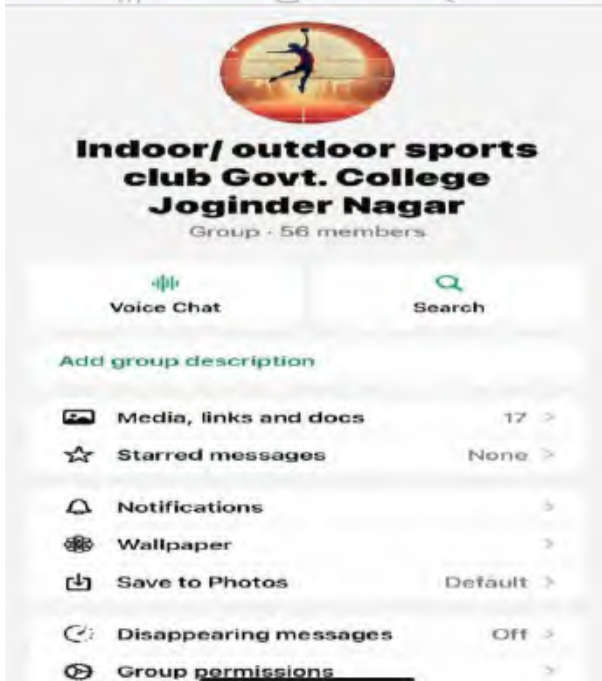 Indoor/ outdoor sports
club Govt. College
Joginder Nagar
Group · 56 members
Voice Chat
Search
Add group description
Media, links and docs 17 >
Starred messages None >
Notifications >
Wallpaper >
Save to Photos Default >
Disappearing messages Off >
Group permissions >